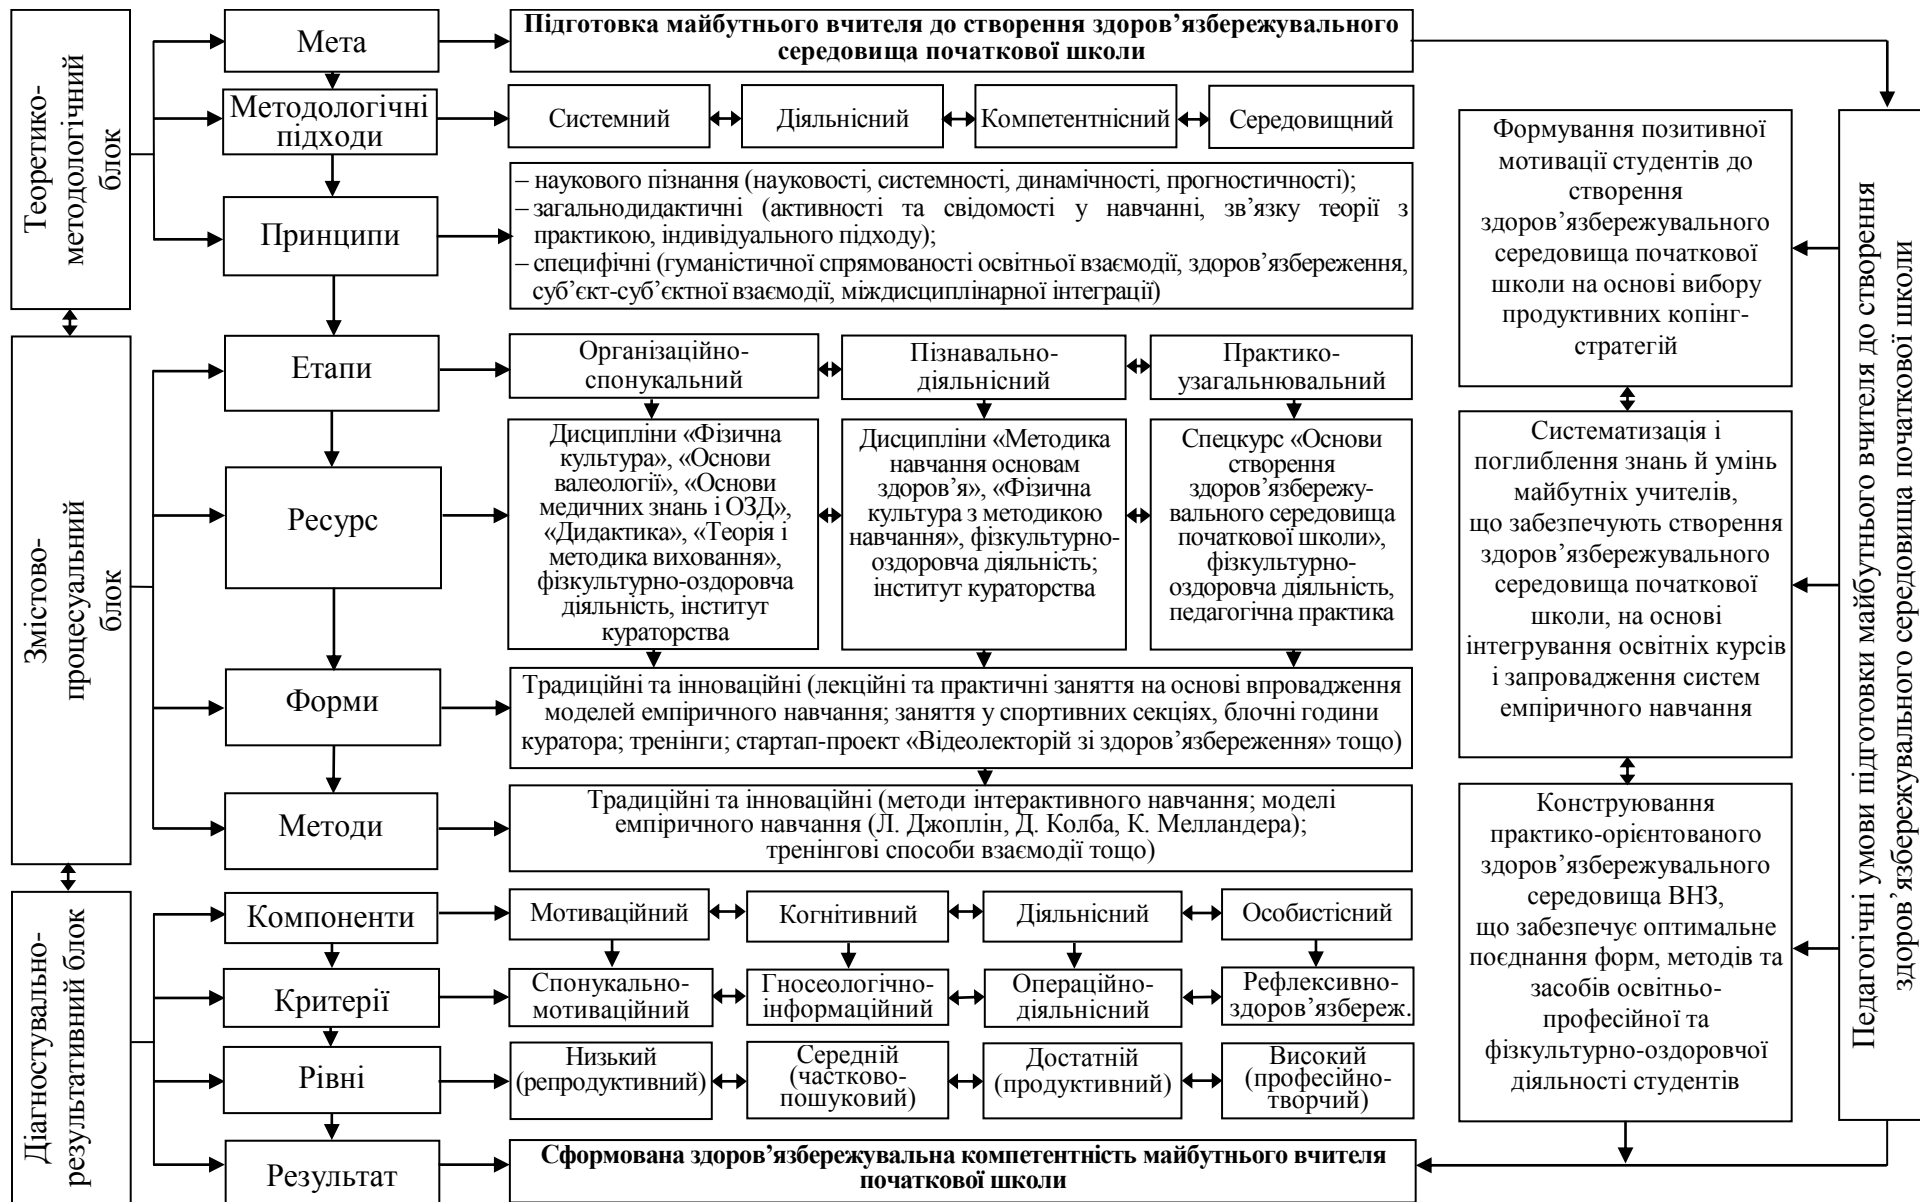 Теоретико-
методологічний
блок
Мета
Підготовка майбутнього вчителя до створення здоров’язбережувального
середовища початкової школи
Методологічні
підходи
Системний
Діяльнісний
Компетентнісний
Середовищний
Принципи
– наукового пізнання (науковості, системності, динамічності, прогностичності);
– загальнодидактичні (активності та свідомості у навчанні, зв’язку теорії з
практикою, індивідуального підходу);
– специфічні (гуманістичної спрямованості освітньої взаємодії, здоров’язбереження,
суб’єкт-суб’єктної взаємодії, міждисциплінарної інтеграції)
Змістово-
процесуальний
блок
Етапи
Організаційно-
спонукальний
Пізнавально-
діяльнісний
Практико-
узагальнювальний
Ресурс
Дисципліни «Фізична
культура», «Основи
валеології», «Основи
медичних знань і ОЗД»,
«Дидактика», «Теорія і
методика виховання»,
фізкультурно-оздоровча
діяльність, інститут
кураторства
Дисципліни «Методика
навчання основам
здоров’я», «Фізична
культура з методикою
навчання», фізкультурно-
оздоровча діяльність;
інститут кураторства
Спецкурс «Основи
створення
здоров’язбережу-
вального середовища
початкової школи»,
фізкультурно-
оздоровча діяльність,
педагогічна практика
Форми
Традиційні та інноваційні (лекційні та практичні заняття на основі впровадження
моделей емпіричного навчання; заняття у спортивних секціях, блочні години
куратора; тренінги; стартап-проект «Відеолекторій зі здоров’язбереження» тощо)
Методи
Традиційні та інноваційні (методи інтерактивного навчання; моделі
емпіричного навчання (Л. Джоплін, Д. Колба, К. Мелландера);
тренінгові способи взаємодії тощо)
Діагностувально-
результативний блок
Компоненти
Мотиваційний
Когнітивний
Діяльнісний
Особистісний
Критерії
Спонукально-
мотиваційний
Гносеологічно-
інформаційний
Операційно-
діяльнісний
Рефлексивно-
здоров’язбереж.
Рівні
Низький
(репродуктивний)
Середній
(частково-
пошуковий)
Достатній
(продуктивний)
Високий
(професійно-
творчий)
Результат
Сформована здоров’язбережувальна компетентність майбутнього вчителя
початкової школи
Формування позитивної
мотивації студентів до
створення
здоров’язбережувального
середовища початкової
школи на основі вибору
продуктивних копінг-
стратегій
Систематизація і
поглиблення знань й умінь
майбутніх учителів,
що забезпечують створення
здоров’язбережувального
середовища початкової
школи, на основі
інтегрування освітніх курсів
і запровадження систем
емпіричного навчання
Конструювання
практико-орієнтованого
здоров’язбережувального
середовища ВНЗ,
що забезпечує оптимальне
поєднання форм, методів та
засобів освітньо-
професійної та
фізкультурно-оздоровчої
діяльності студентів
Педагогічні умови підготовки майбутнього вчителя до створення
здоров’язбережувального середовища початкової школи